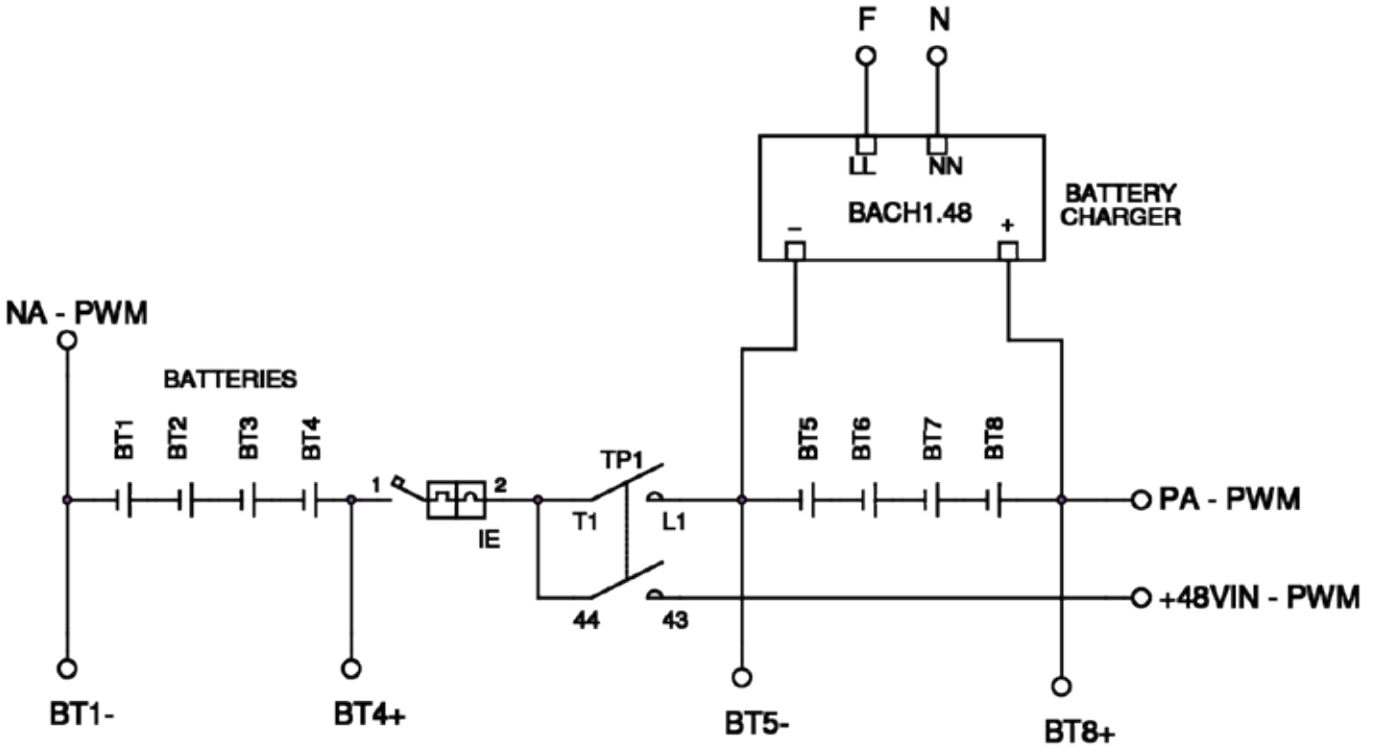 F N
LL NN
BACH1.48
- +
BATTERY
CHARGER
NA - PWM
BATTERIES
BT1 BT2 BT3 BT4
BT5 BT6 BT7 BT8
TP1
1 2
IE
T1 L1
PA - PWM
44 43
+48VIN - PWM
BT1- BT4+ BT5- BT8+